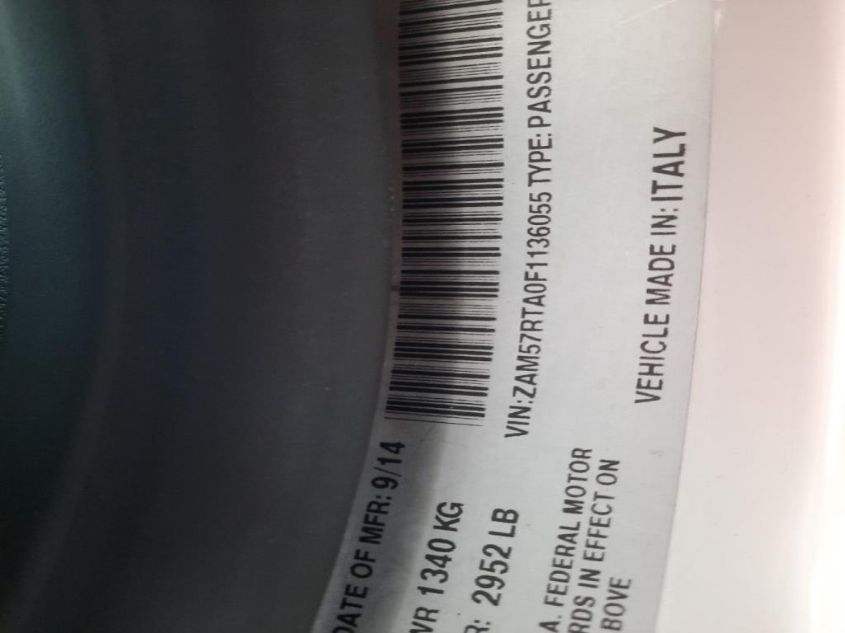 DATE OF MFR: 9/14
VR 1340 KG
R: 2952 LB
VIN:ZAM57RTA0F1136055 TYPE: PASSENGER
A. FEDERAL MOTOR
RDS IN EFFECT ON
BOVE
VEHICLE MADE IN: ITALY